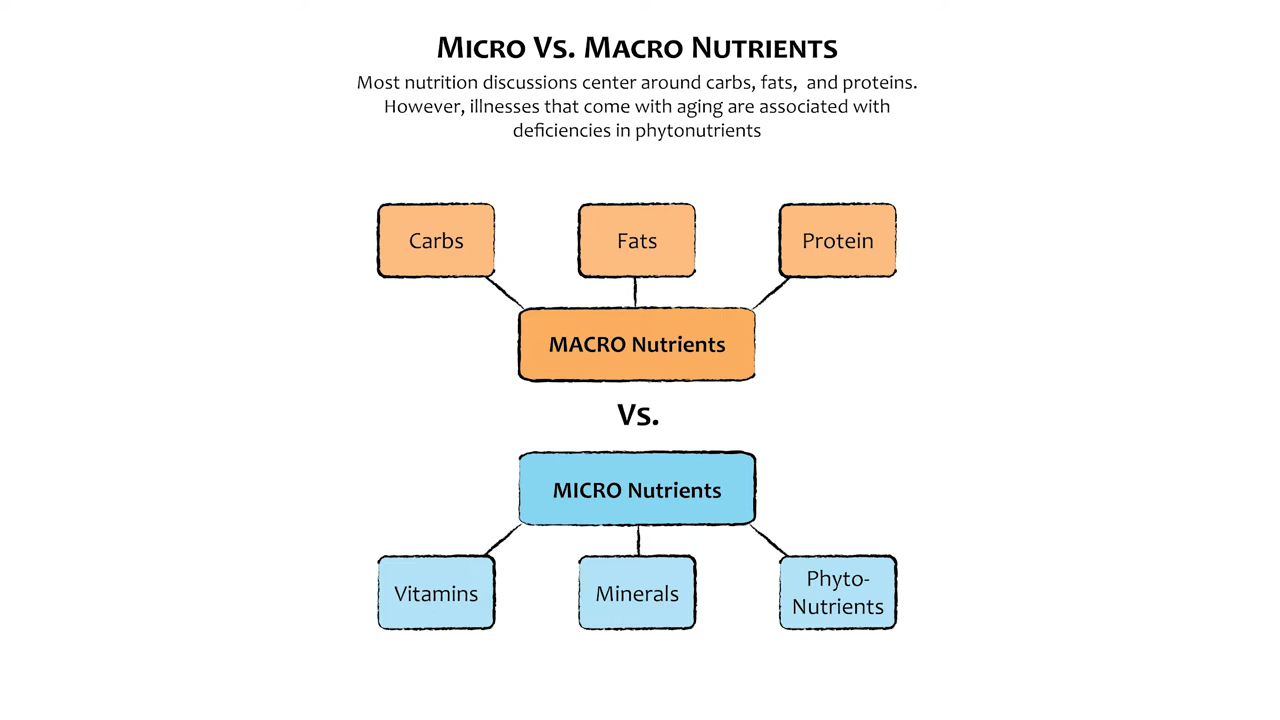 Micro Vs. Macro Nutrients
Most nutrition discussions center around carbs, fats, and proteins.
However, illnesses that come with aging are associated with
deficiencies in phytonutrients
Carbs
Fats
Protein
MACRO Nutrients
Vs.
MICRO Nutrients
Vitamins
Minerals
Phyto-
Nutrients